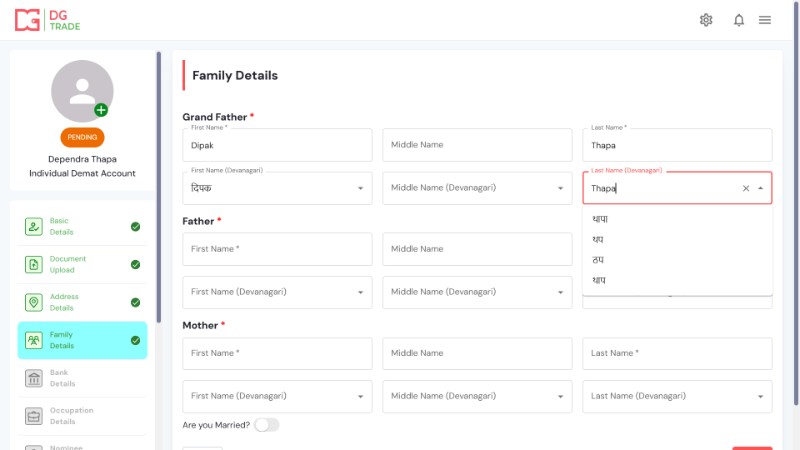 DG
TRADE
PENDING
Dependra Thapa
Individual Demat Account
Basic
Details
Document
Upload
Address
Details
Family
Details
Bank
Details
Occupation
Details
Nominee
Family Details
Grand Father *
First Name *
Dipak
Middle Name
Last Name *
Thapa
First Name (Devanagari)
दिपक
Middle Name (Devanagari)
Last Name (Devanagari)
Thapa
थापा
थप
ठप
थाप
Father *
First Name *
Middle Name
First Name (Devanagari)
Middle Name (Devanagari)
Mother *
First Name *
Middle Name
Last Name *
First Name (Devanagari)
Middle Name (Devanagari)
Last Name (Devanagari)
Are you Married?